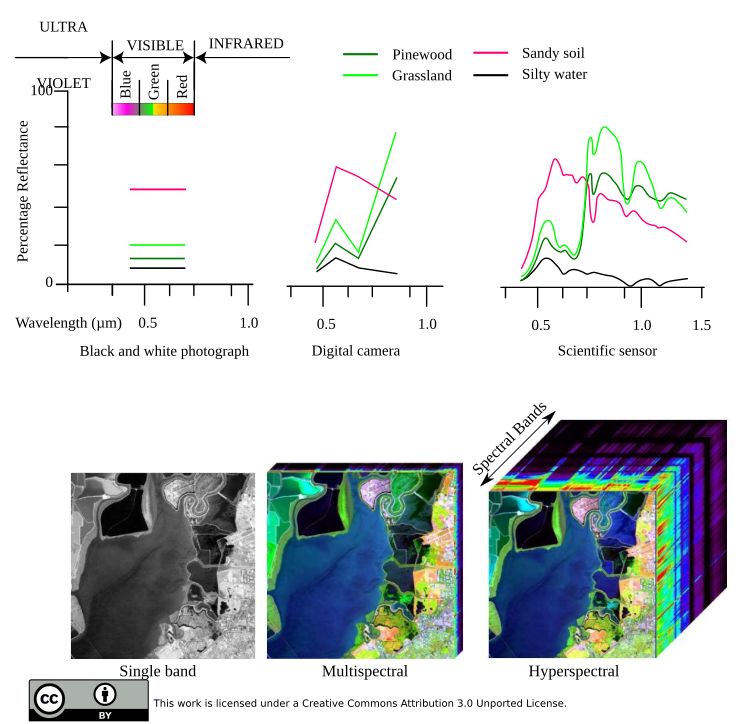 ULTRA
VIOLET
VISIBLE
INFRARED
Blue
Green
Red
Pinewood
Grassland
Sandy soil
Silty water
Percentage Reflectance
100
0
Wavelength (µm)
0.5
1.0
Black and white photograph
0.5
1.0
Digital camera
0.5
1.0
1.5
Scientific sensor
Spectral Bands
Single band
Multispectral
Hyperspectral
cc
BY
This work is licensed under a Creative Commons Attribution 3.0 Unported License.